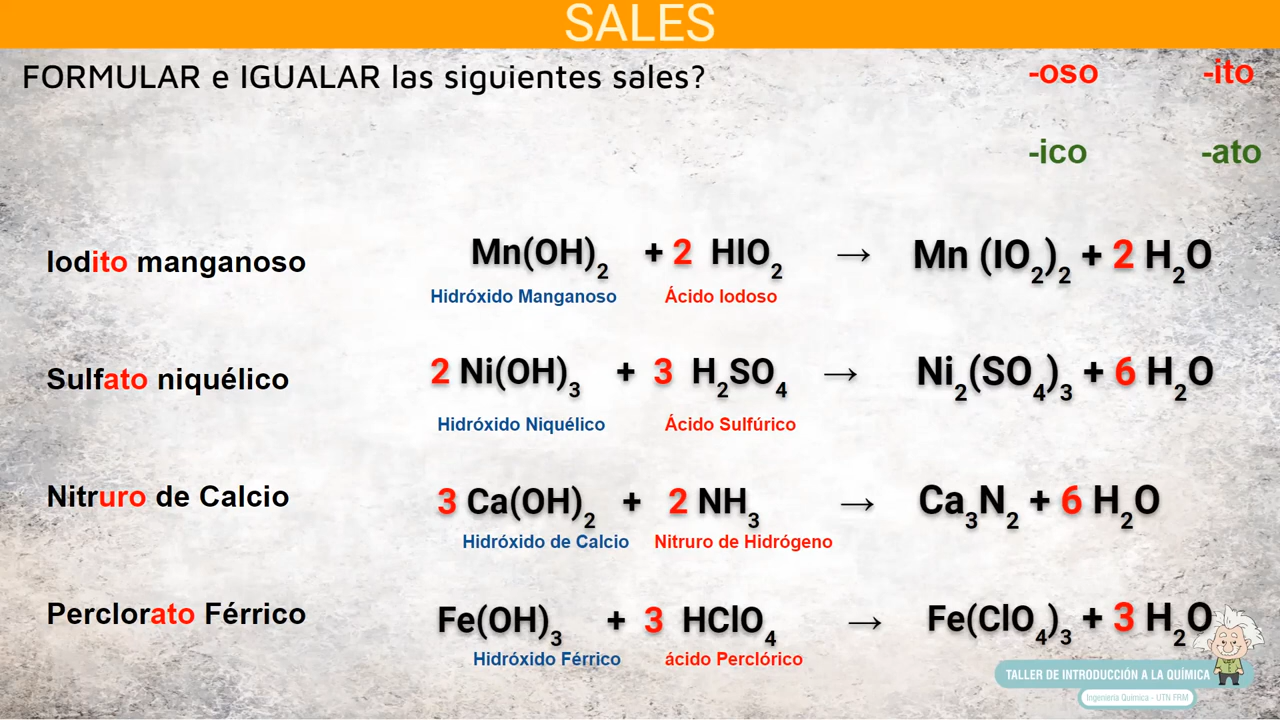 SALES
FORMULAR e IGUALAR las siguientes sales?
-oso -ito
-ico -ato
Iodito manganoso
Mn(OH)₂ + 2 HIO₂ → Mn (IO₂)₂ + 2 H₂O
Hidróxido Manganoso Ácido Iodoso
Sulfato niquélico
2 Ni(OH)₃ + 3 H₂SO₄ → Ni₂(SO₄)₃ + 6 H₂O
Hidróxido Niquélico Ácido Sulfúrico
Nitruro de Calcio
3 Ca(OH)₂ + 2 NH₃ → Ca₃N₂ + 6 H₂O
Hidróxido de Calcio Nitruro de Hidrógeno
Perclorato Férrico
Fe(OH)₃ + 3 HClO₄ → Fe(ClO₄)₃ + 3 H₂O
Hidróxido Férrico ácido Perclórico
TALLER DE INTRODUCCIÓN A LA QUÍMICA
Ingeniería Química - UTN FRM